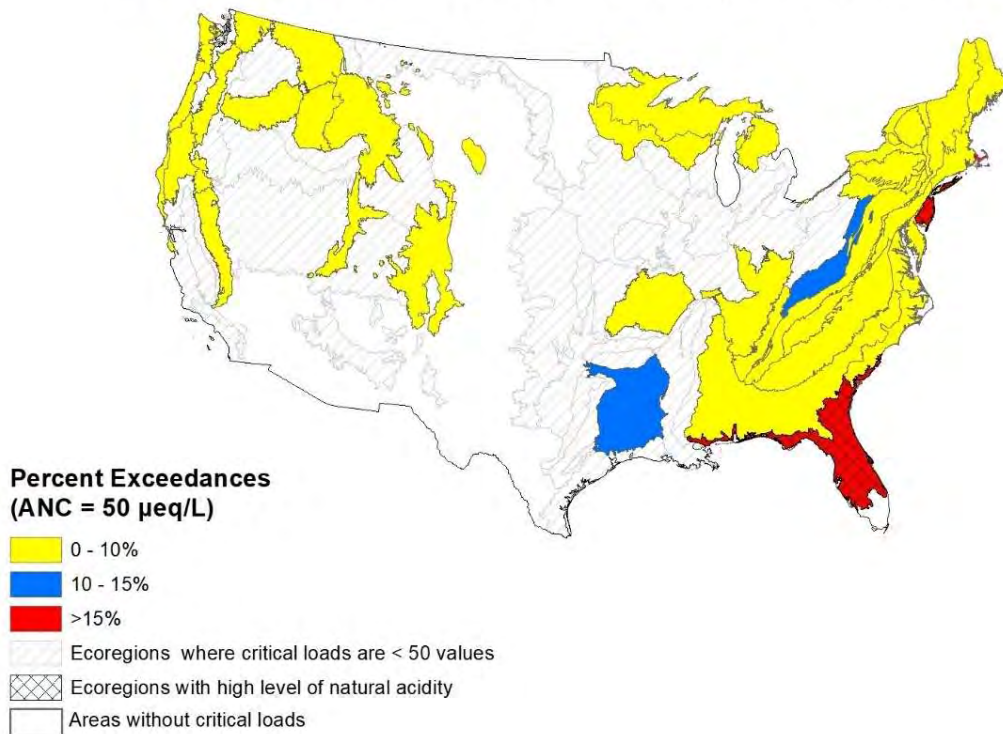 Percent Exceedances
(ANC = 50 µeq/L)
0 - 10%
10 - 15%
>15%
Ecoregions where critical loads are < 50 values
Ecoregions with high level of natural acidity
Areas without critical loads